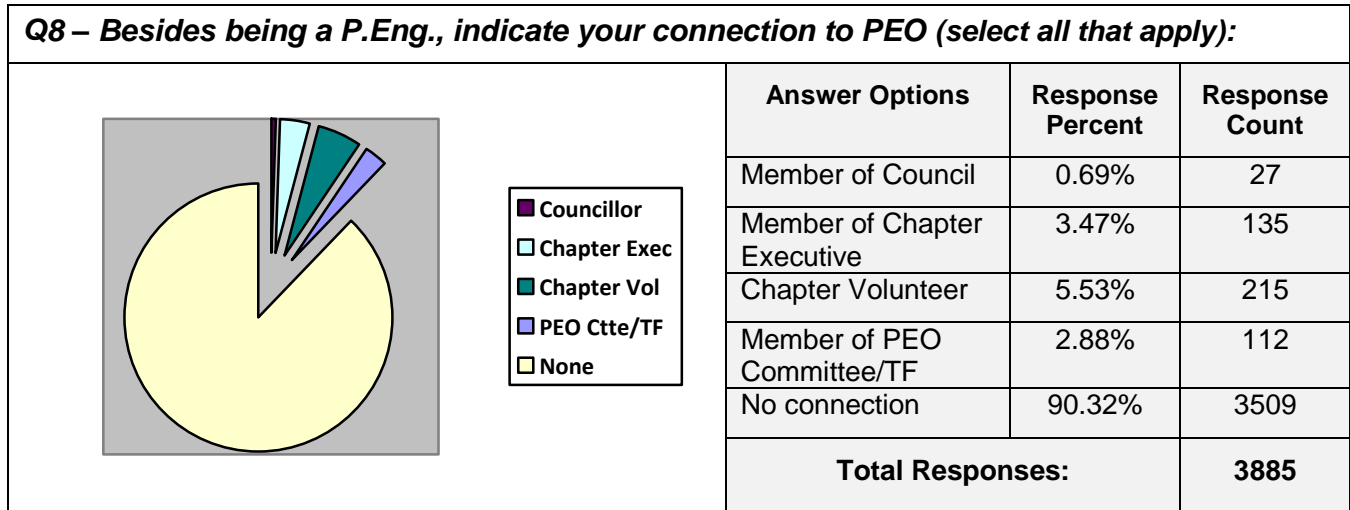 Q8 – Besides being a P.Eng., indicate your connection to PEO (select all that apply):
Councillor
Chapter Exec
Chapter Vol
PEO Ctte/TF
None
Answer Options Response Percent Response Count
Member of Council 0.69% 27
Member of Chapter Executive 3.47% 135
Chapter Volunteer 5.53% 215
Member of PEO Committee/TF 2.88% 112
No connection 90.32% 3509
Total Responses: 3885